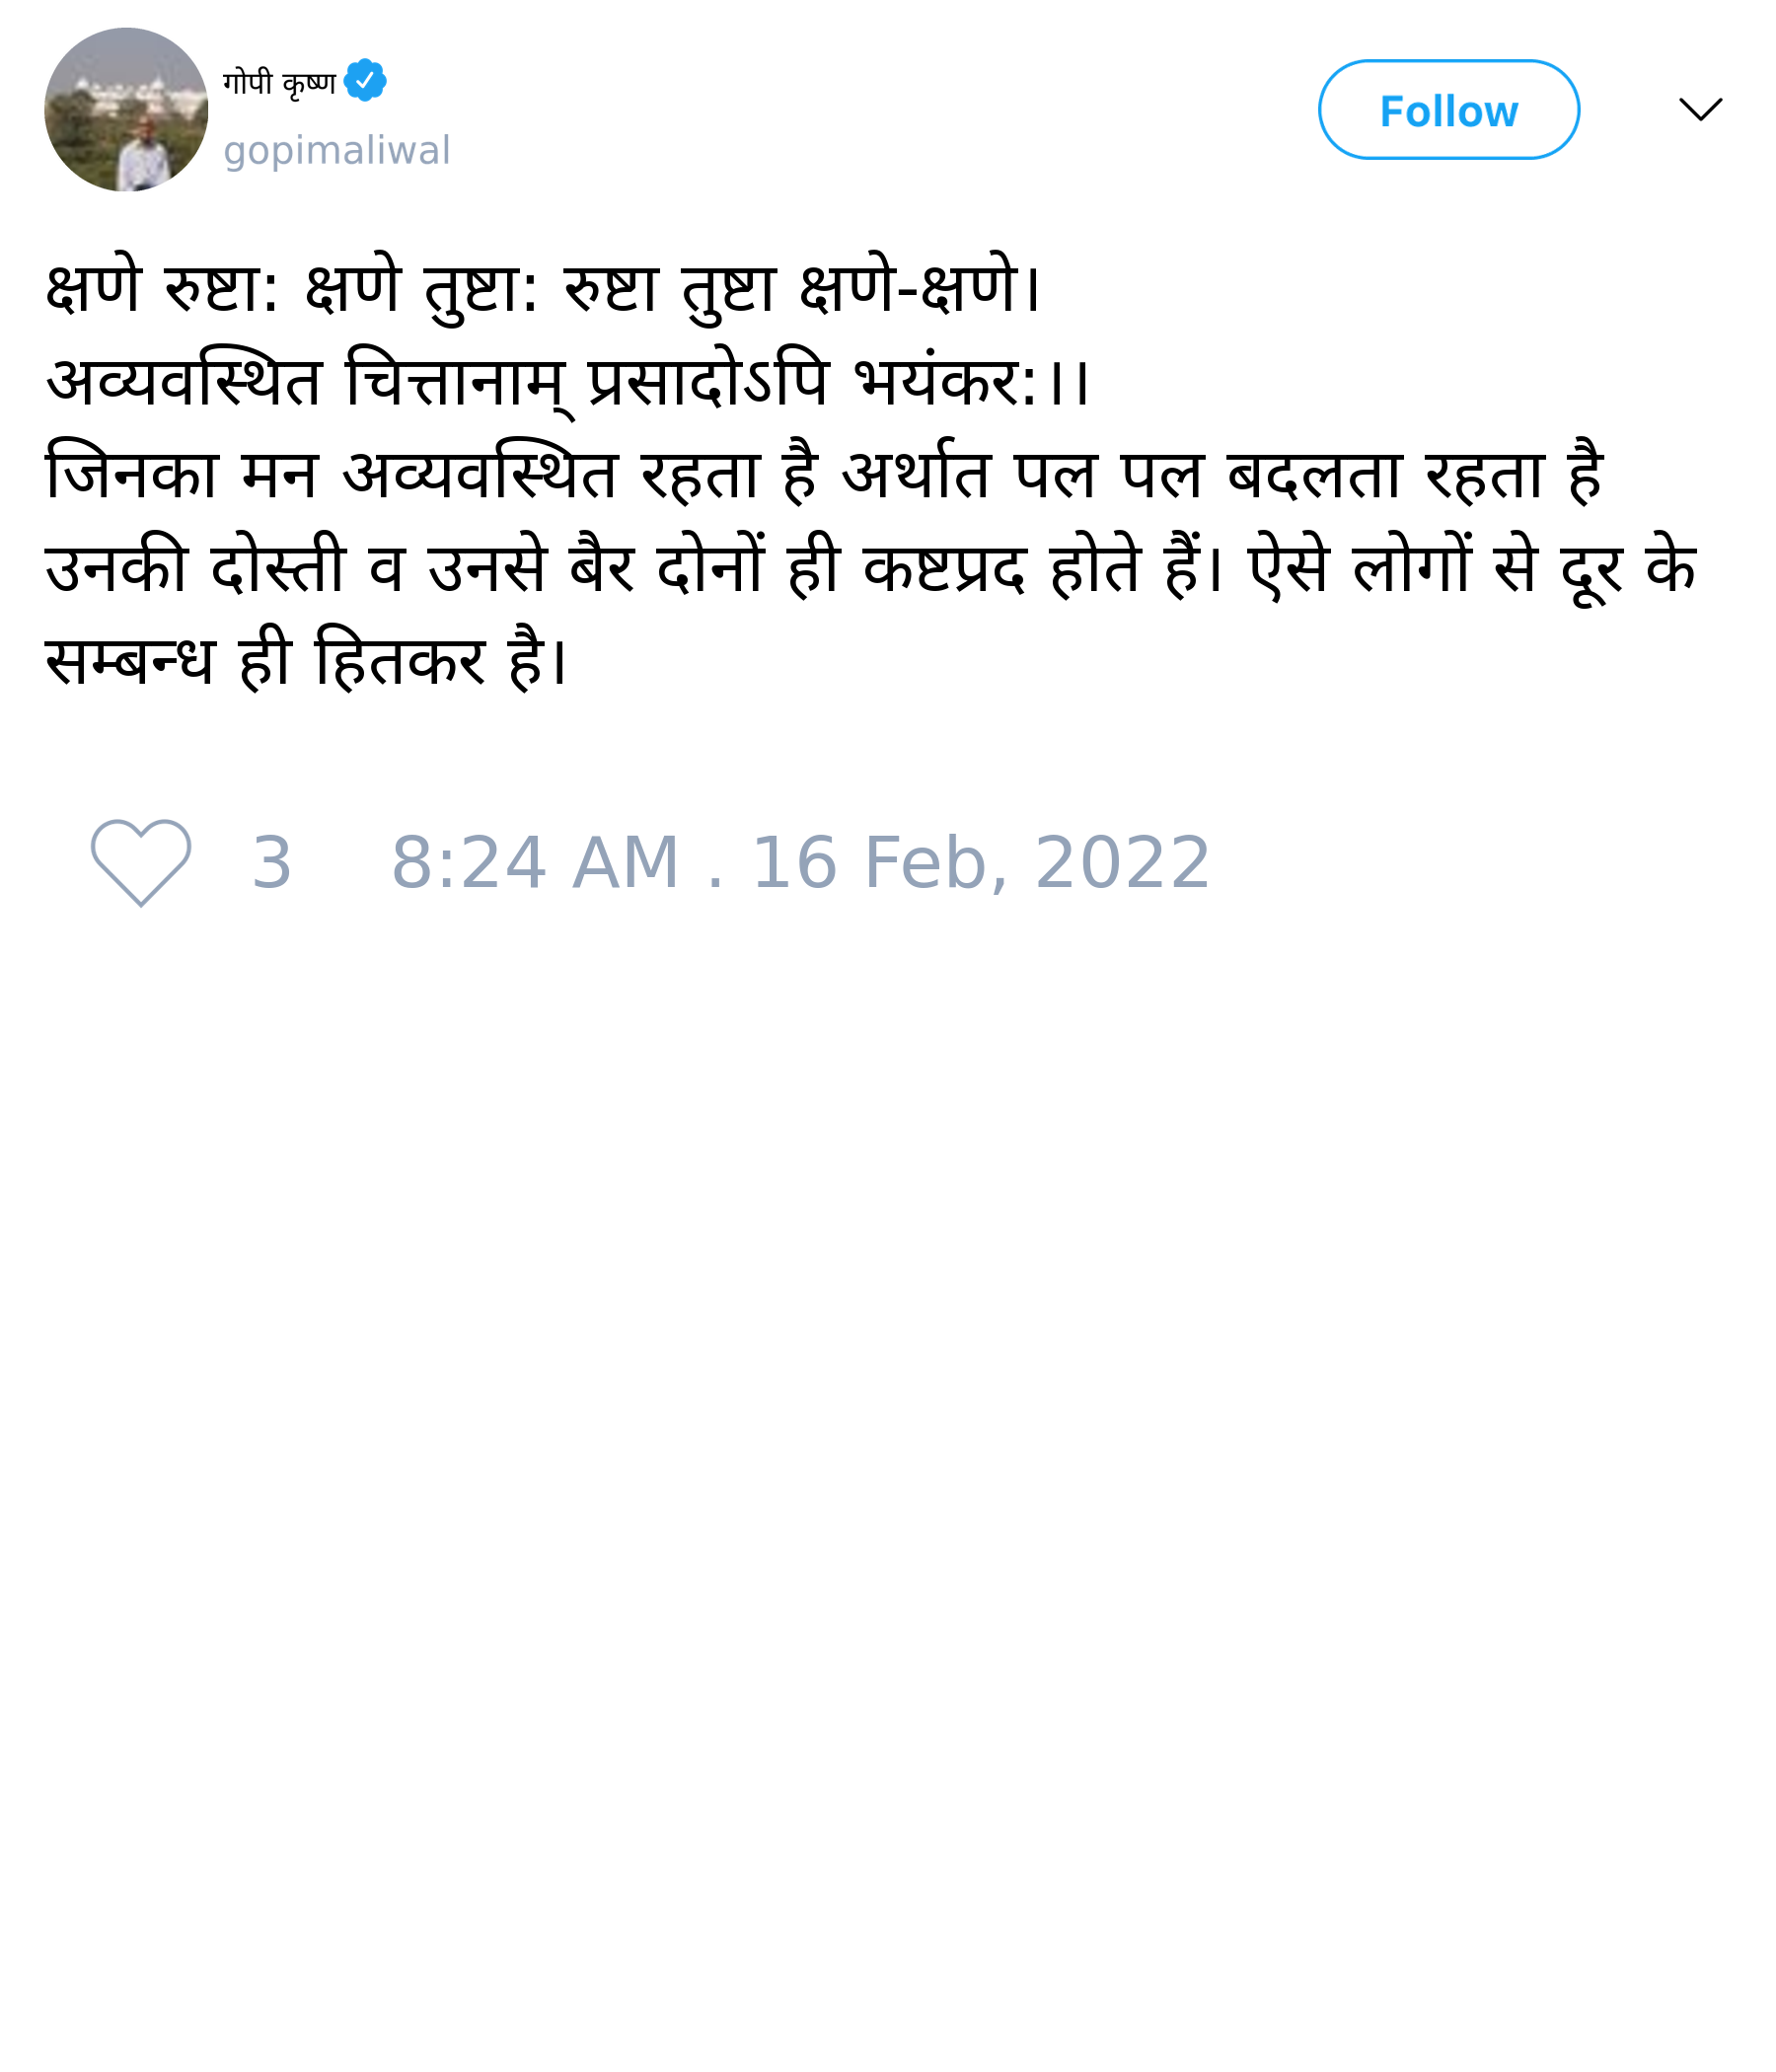 गोपी कृष्ण
gopimaliwal
Follow
क्षणे रुष्टा: क्षणे तुष्टा: रुष्टा तुष्टा क्षणे-क्षणे।
अव्यवस्थित चित्तानाम् प्रसादोऽपि भयंकर:।।
जिनका मन अव्यवस्थित रहता है अर्थात पल पल बदलता रहता है
उनकी दोस्ती व उनसे बैर दोनों ही कष्टप्रद होते हैं। ऐसे लोगों से दूर के
सम्बन्ध ही हितकर है।
3 8:24 AM . 16 Feb, 2022